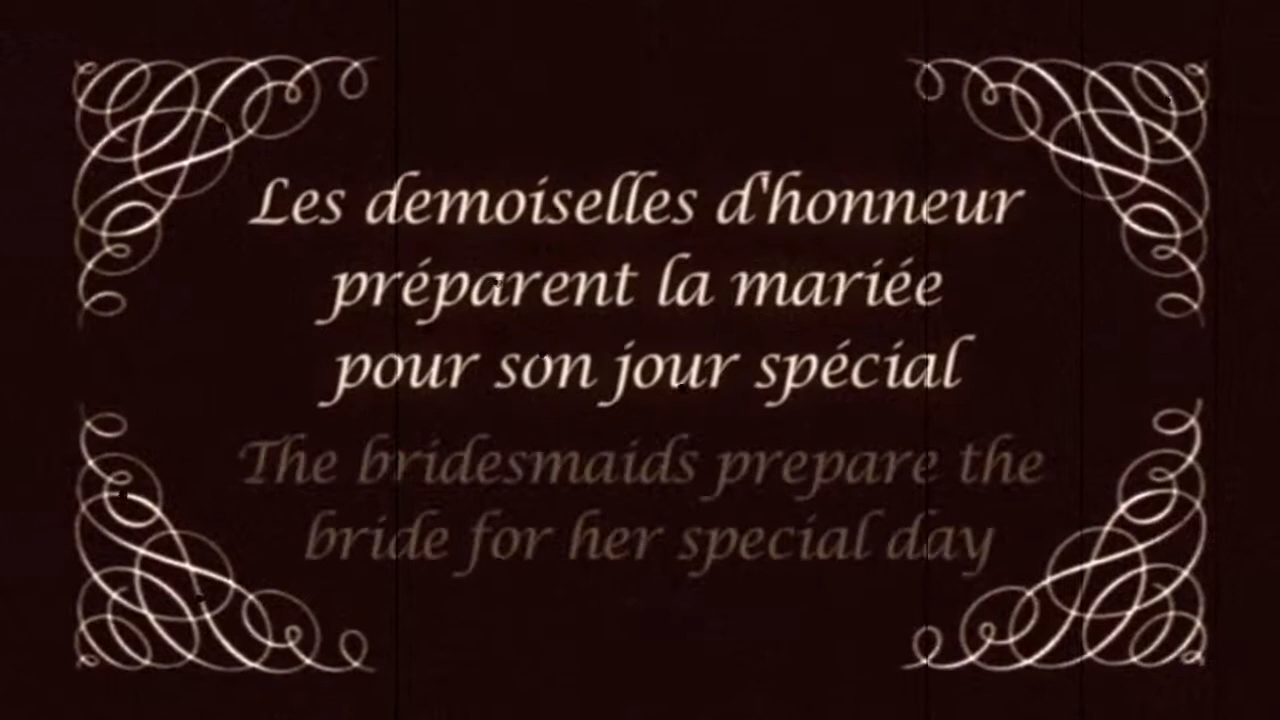 Les demoiselles d'honneur
préparent la mariée
pour son jour spécial
The bridesmaids prepare the
bride for her special day